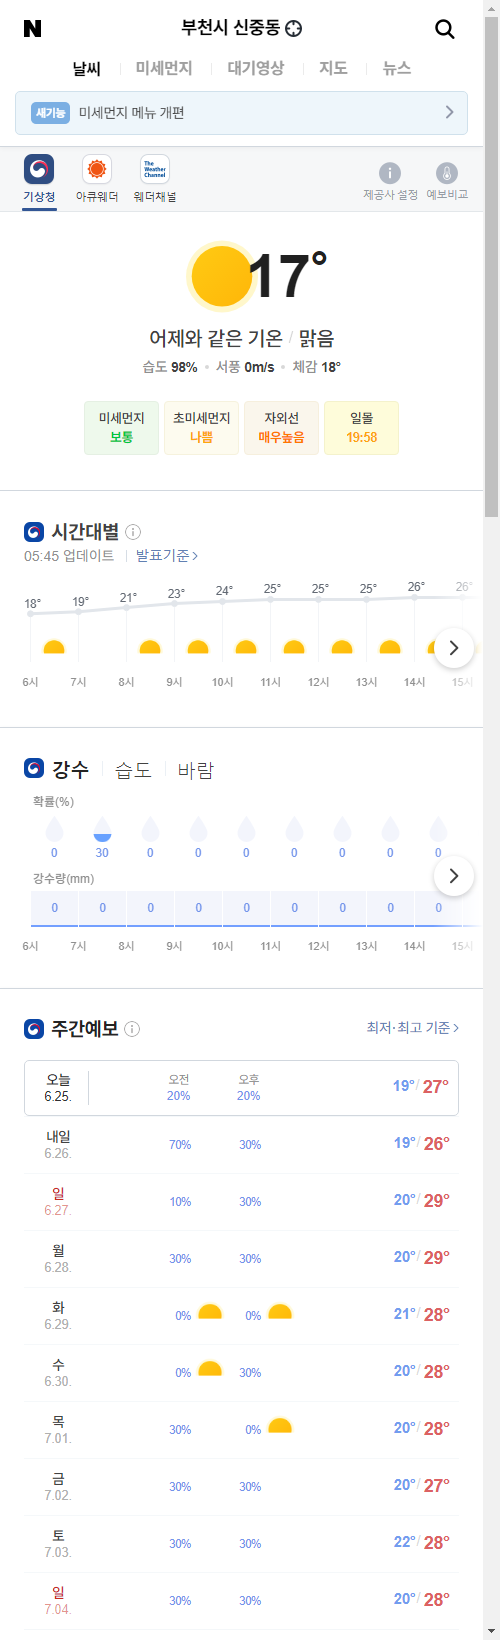 N 부천시 신중동
날씨 미세먼지 대기영상 지도 뉴스
새기능 미세먼지 메뉴 개편
The Weather Channel
기상청 아큐웨더 웨더채널 제공사 설정 예보비교
17°
어제와 같은 기온 / 맑음
습도 98% 서풍 0m/s 체감 18°
미세먼지 초미세먼지 자외선 일몰
보통 나쁨 매우높음 19:58
시간대별
05:45 업데이트 발표기준
18° 19° 21° 23° 24° 25° 25° 25° 26° 26°
6시 7시 8시 9시 10시 11시 12시 13시 14시 15시
강수 습도 바람
확률(%)
0 30 0 0 0 0 0 0 0
강수량(mm)
0 0 0 0 0 0 0 0 0
6시 7시 8시 9시 10시 11시 12시 13시 14시 15시
주간예보 최저·최고 기준
오늘 오전 오후
6.25. 20% 20% 19°/27°
내일
6.26. 70% 30% 19°/26°
일
6.27. 10% 30% 20°/29°
월
6.28. 30% 30% 20°/29°
화
6.29. 0% 0% 21°/28°
수
6.30. 0% 30% 20°/28°
목
7.01. 30% 0% 20°/28°
금
7.02. 30% 30% 20°/27°
토
7.03. 30% 30% 22°/28°
일
7.04. 30% 30% 20°/28°